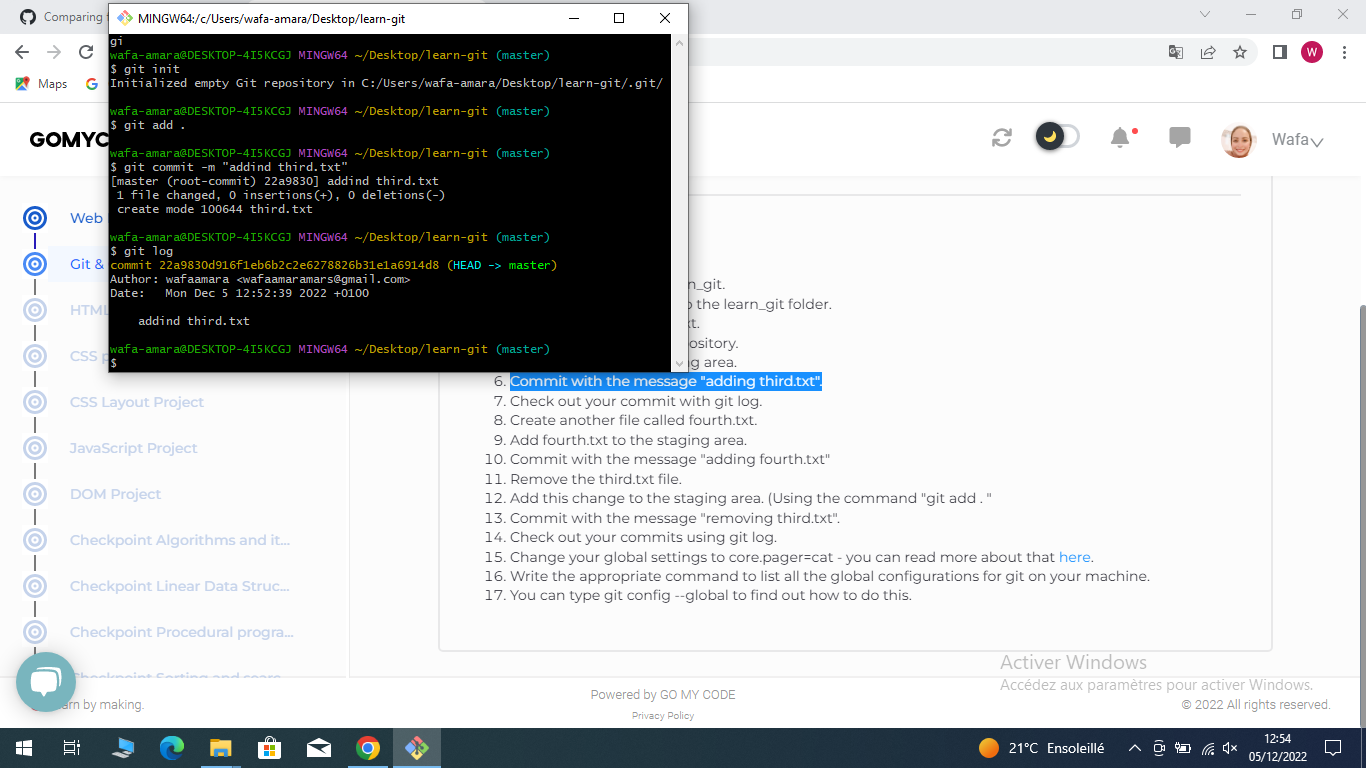 Comparing f
MINGW64:/c/Users/wafa-amara/Desktop/learn-git
gi
wafa-amara@DESKTOP-4I5KCGJ MINGW64 ~/Desktop/learn-git (master)
$ git init
Initialized empty Git repository in C:/Users/wafa-amara/Desktop/learn-git/.git/
wafa-amara@DESKTOP-4I5KCGJ MINGW64 ~/Desktop/learn-git (master)
$ git add .
wafa-amara@DESKTOP-4I5KCGJ MINGW64 ~/Desktop/learn-git (master)
$ git commit -m "addind third.txt"
[master (root-commit) 22a9830] addind third.txt
1 file changed, 0 insertions(+), 0 deletions(-)
create mode 100644 third.txt
wafa-amara@DESKTOP-4I5KCGJ MINGW64 ~/Desktop/learn-git (master)
$ git log
commit 22a9830d916f1eb6b2c2e6278826b31e1a6914d8 (HEAD -> master)
Author: wafaamara <wafaamaramars@gmail.com>
Date: Mon Dec 5 12:52:39 2022 +0100
addind third.txt
wafa-amara@DESKTOP-4I5KCGJ MINGW64 ~/Desktop/learn-git (master)
$
W
Maps
GOMYC
Wafa
Web
Git &
HTML
CSS p
CSS Layout Project
JavaScript Project
DOM Project
Checkpoint Algorithms and it...
Checkpoint Linear Data Struc...
Checkpoint Procedural progra...
n_git.
o the learn_git folder.
xt.
ository.
ng area.
6. Commit with the message "adding third.txt".
7. Check out your commit with git log.
8. Create another file called fourth.txt.
9. Add fourth.txt to the staging area.
10. Commit with the message "adding fourth.txt"
11. Remove the third.txt file.
12. Add this change to the staging area. (Using the command "git add . "
13. Commit with the message "removing third.txt".
14. Check out your commits using git log.
15. Change your global settings to core.pager=cat - you can read more about that here.
16. Write the appropriate command to list all the global configurations for git on your machine.
17. You can type git config --global to find out how to do this.
Activer Windows
Accédez aux paramètres pour activer Windows.
rn by making.
Powered by GO MY CODE
Privacy Policy
© 2022 All rights reserved.
21°C Ensoleillé
12:54
05/12/2022